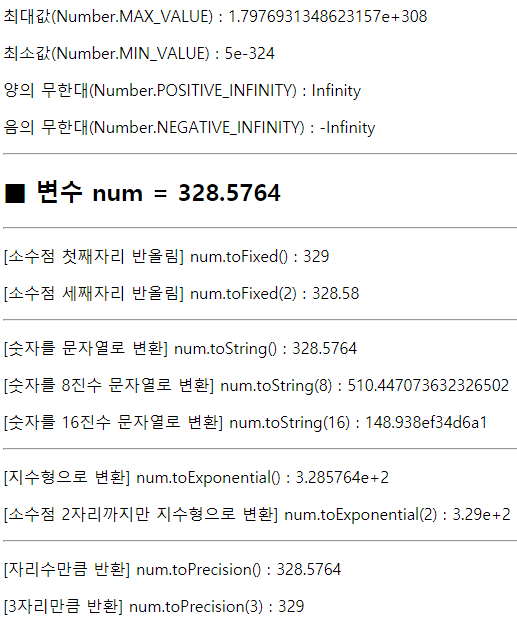 최대값(Number.MAX_VALUE) : 1.7976931348623157e+308
최소값(Number.MIN_VALUE) : 5e-324
양의 무한대(Number.POSITIVE_INFINITY) : Infinity
음의 무한대(Number.NEGATIVE_INFINITY) : -Infinity
■ 변수 num = 328.5764
[소수점 첫째자리 반올림] num.toFixed() : 329
[소수점 세째자리 반올림] num.toFixed(2) : 328.58
[숫자를 문자열로 변환] num.toString() : 328.5764
[숫자를 8진수 문자열로 변환] num.toString(8) : 510.447073632326502
[숫자를 16진수 문자열로 변환] num.toString(16) : 148.938ef34d6a1
[지수형으로 변환] num.toExponential() : 3.285764e+2
[소수점 2자리까지만 지수형으로 변환] num.toExponential(2) : 3.29e+2
[자리수만큼 반환] num.toPrecision() : 328.5764
[3자리만큼 반환] num.toPrecision(3) : 329